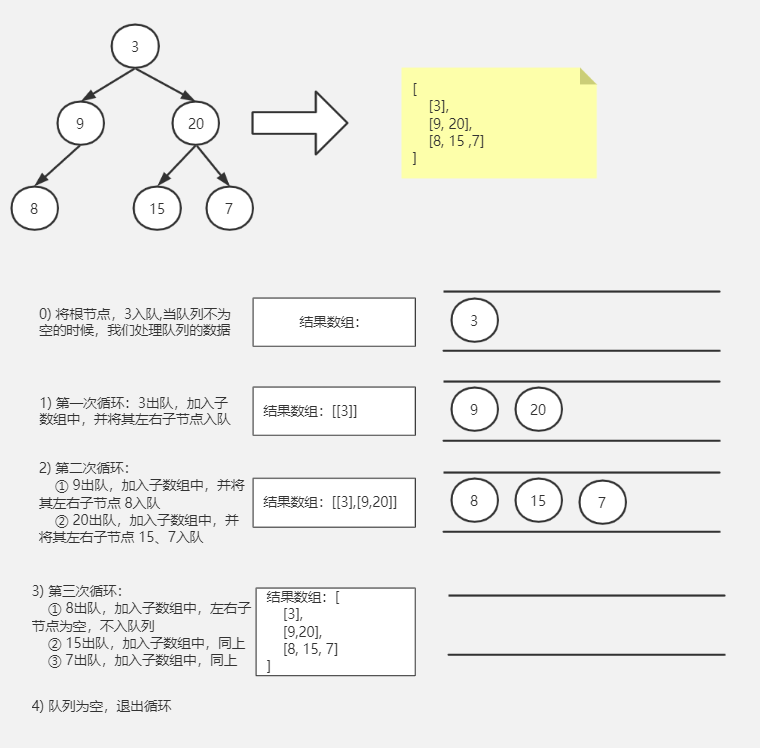 3
9
20
8
15
7
[
[3],
[9, 20],
[8, 15 ,7]
]
0) 将根节点，3入队,当队列不为
空的时候，我们处理队列的数据
结果数组：
3
1) 第一次循环：3出队，加入子
数组中，并将其左右子节点入队
结果数组：[[3]]
9
20
2) 第二次循环：
① 9出队，加入子数组中，并将
其左右子节点 8入队
② 20出队，加入子数组中，并
将其左右子节点 15、7入队
结果数组：[[3],[9,20]]
8
15
7
3) 第三次循环：
① 8出队，加入子数组中，左右子
节点为空，不入队列
② 15出队，加入子数组中，同上
③ 7出队，加入子数组中，同上
结果数组：[
[3],
[9,20],
[8, 15, 7]
]
4) 队列为空，退出循环